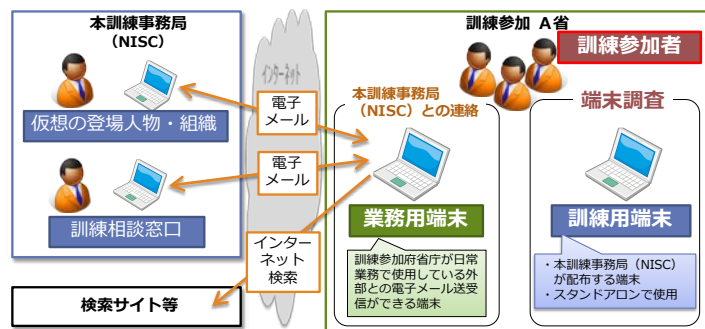 本訓練事務局
（NISC）
仮想の登場人物・組織
訓練相談窓口
検索サイト等
インターネット
電子
メール
電子
メール
インター
ネット
検索
訓練参加 A省
訓練参加者
本訓練事務局
（NISC）との連絡
業務用端末
訓練参加府省庁が日常
業務で使用している外
部との電子メール送受
信ができる端末
端末調査
訓練用端末
・本訓練事務局（NISC）
が配布する端末
・スタンドアロンで使用